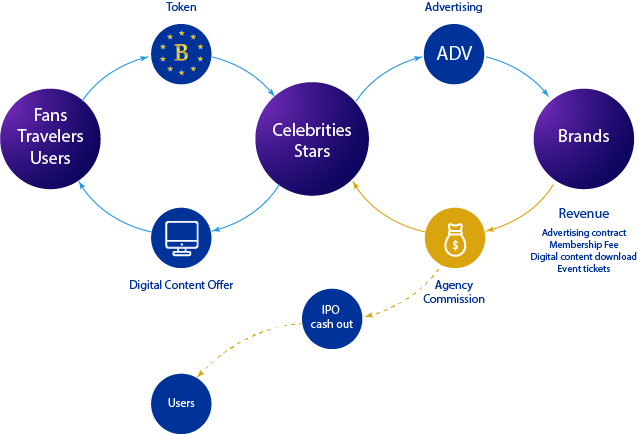 Token
Advertising
B
ADV
Fans
Travelers
Users
Celebrities
Stars
Brands
Revenue
Advertising contract
Membership Fee
Digital content download
Event tickets
$
Digital Content Offer
Agency
Commission
IPO
cash out
Users